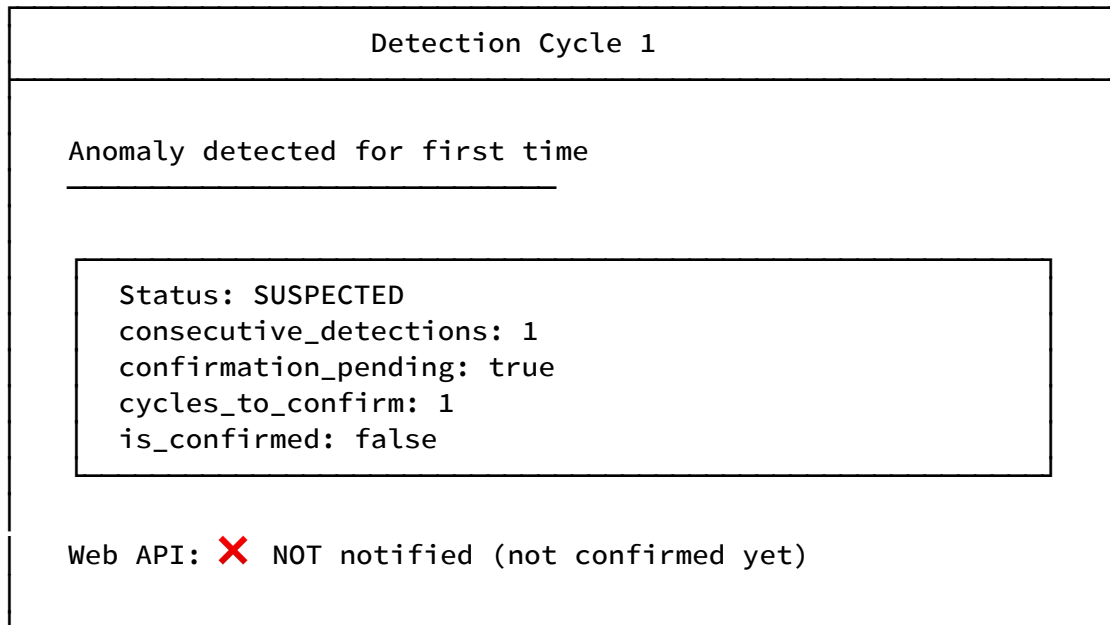 Detection Cycle 1
Anomaly detected for first time
Status: SUSPECTED
consecutive_detections: 1
confirmation_pending: true
cycles_to_confirm: 1
is_confirmed: false
Web API: ❌ NOT notified (not confirmed yet)